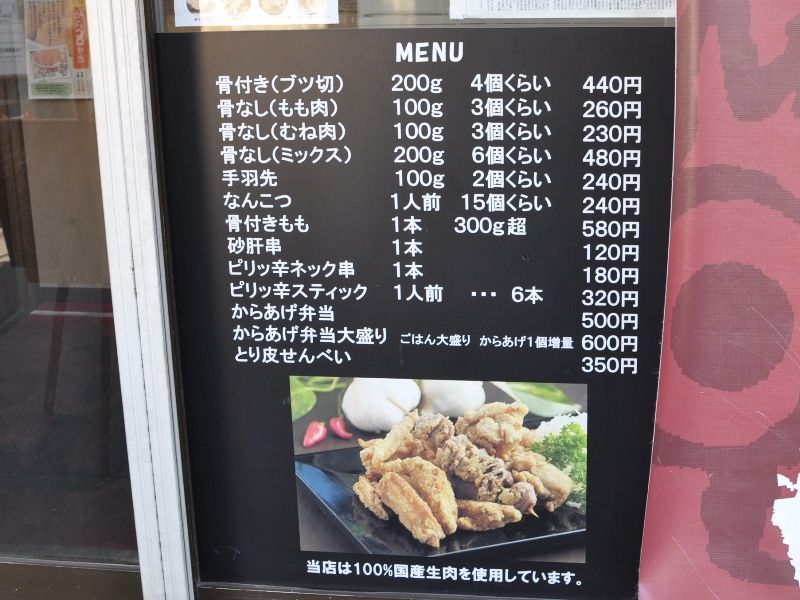 からブロ弁当
MENU
骨付き(ブツ切) 200g 4個くらい 440円
骨なし(もも肉) 100g 3個くらい 260円
骨なし(むね肉) 100g 3個くらい 230円
骨なし(ミックス) 200g 6個くらい 480円
手羽先 100g 2個くらい 240円
なんこつ 1人前 15個くらい 240円
骨付きもも 1本 300g超 580円
砂肝串 1本 120円
ピリッ辛ネック串 1本 180円
ピリッ辛スティック 1人前 ・・・ 6本 320円
からあげ弁当 500円
からあげ弁当大盛り ごはん大盛り からあげ1個増量 600円
とり皮せんべい 350円
当店は100%国産生肉を使用しています。